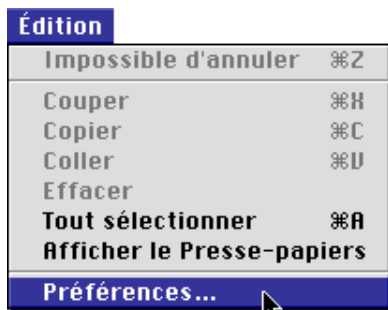 Édition
Impossible d'annuler ⌘Z
Couper ⌘X
Copier ⌘C
Coller ⌘V
Effacer
Tout sélectionner ⌘A
Afficher le Presse-papiers
Préférences...